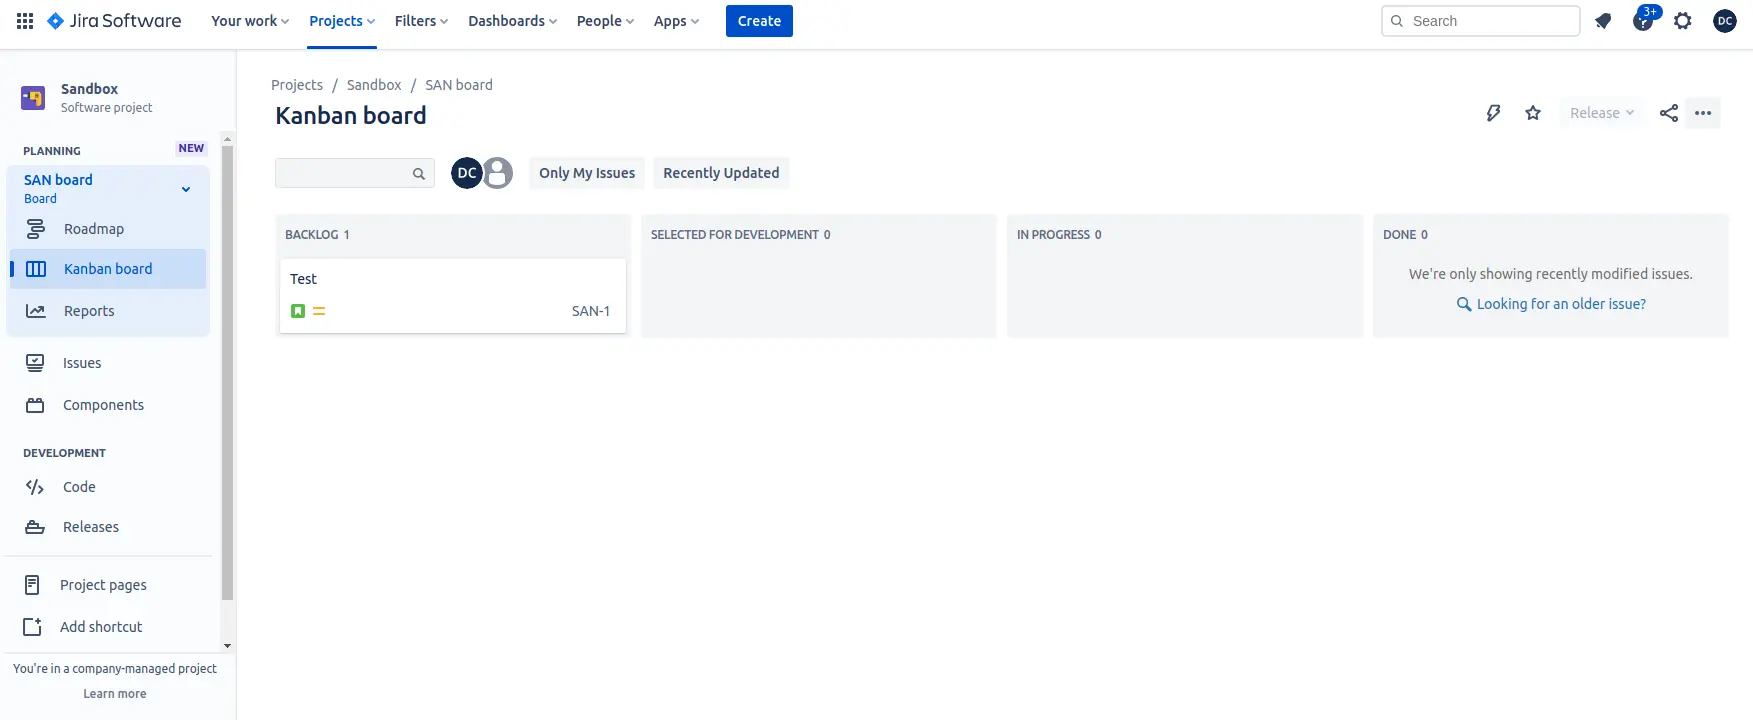 Jira Software
Your work
Projects
Filters
Dashboards
People
Apps
Create
Search
3+
DC
Sandbox
Software project
PLANNING
NEW
SAN board
Board
Roadmap
Kanban board
Reports
Issues
Components
DEVELOPMENT
Code
Releases
Project pages
Add shortcut
You're in a company-managed project
Learn more
Projects / Sandbox / SAN board
Kanban board
Release
DC
Only My Issues
Recently Updated
BACKLOG 1
Test
SAN-1
SELECTED FOR DEVELOPMENT 0
IN PROGRESS 0
DONE 0
We're only showing recently modified issues.
Looking for an older issue?